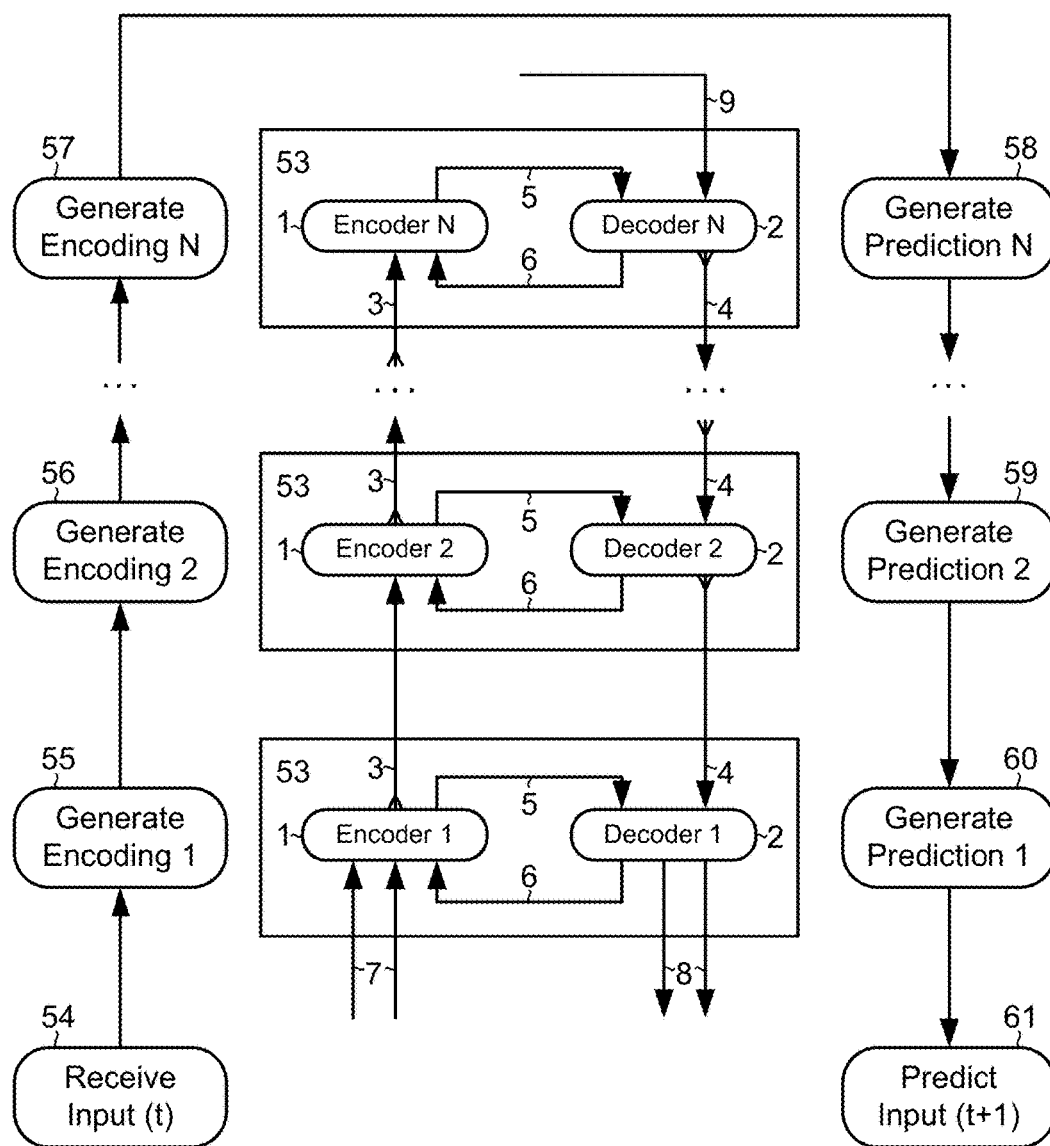 9
57
Generate
Encoding N
53
5
1
Encoder N
Decoder N
2
6
3
4
58
Generate
Prediction N
...
...
...
...
56
Generate
Encoding 2
53
3
4
5
1
Encoder 2
Decoder 2
2
6
59
Generate
Prediction 2
55
Generate
Encoding 1
53
3
4
5
1
Encoder 1
Decoder 1
2
6
60
Generate
Prediction 1
7
8
54
Receive
Input (t)
61
Predict
Input (t+1)